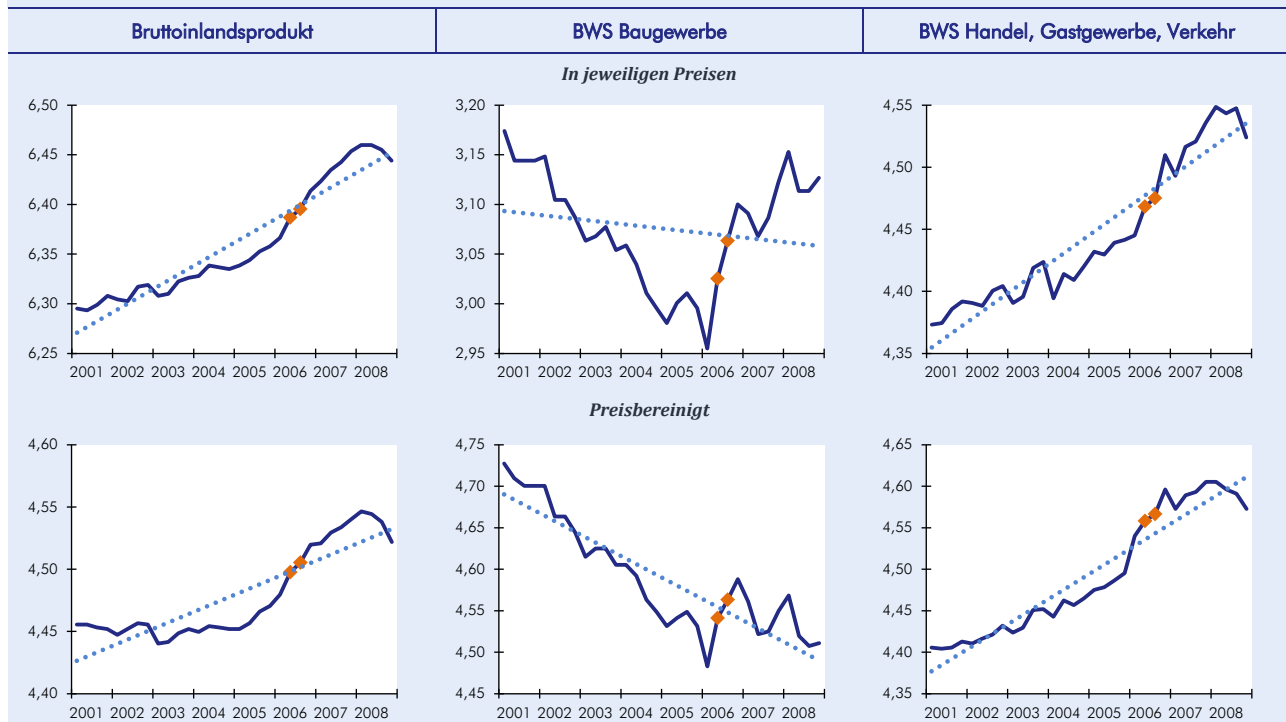 Bruttoinlandsprodukt BWS Baugewerbe BWS Handel, Gastgewerbe, Verkehr
In jeweiligen Preisen
6,50 3,20 4,55
6,45 3,15
6,40 3,10 4,50
6,35 3,05 4,45
6,30 3,00 4,40
6,25 2,95 4,35
2001 2002 2003 2004 2005 2006 2007 2008 2001 2002 2003 2004 2005 2006 2007 2008 2001 2002 2003 2004 2005 2006 2007 2008
Preisbereinigt
4,60 4,75 4,65
4,70 4,60
4,55 4,65 4,55
4,50 4,60 4,50
4,45 4,55 4,45
4,50 4,40
4,40 4,45 4,35
2001 2002 2003 2004 2005 2006 2007 2008 2001 2002 2003 2004 2005 2006 2007 2008 2001 2002 2003 2004 2005 2006 2007 2008